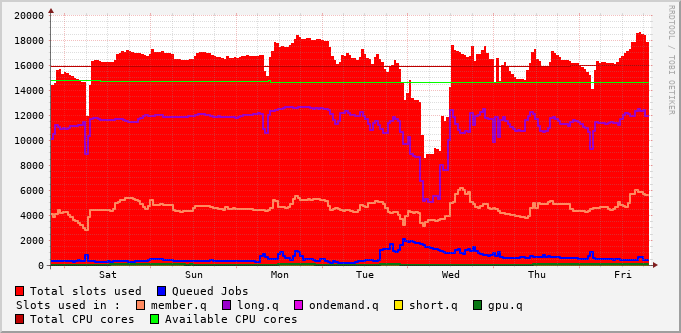 20000
18000
16000
14000
12000
10000
8000
6000
4000
2000
0
Sat Sun Mon Tue Wed Thu Fri
RRDTOOL / TOBI OETIKER
Total slots used Queued Jobs
Slots used in : member.q long.q ondemand.q short.q gpu.q
Total CPU cores Available CPU cores